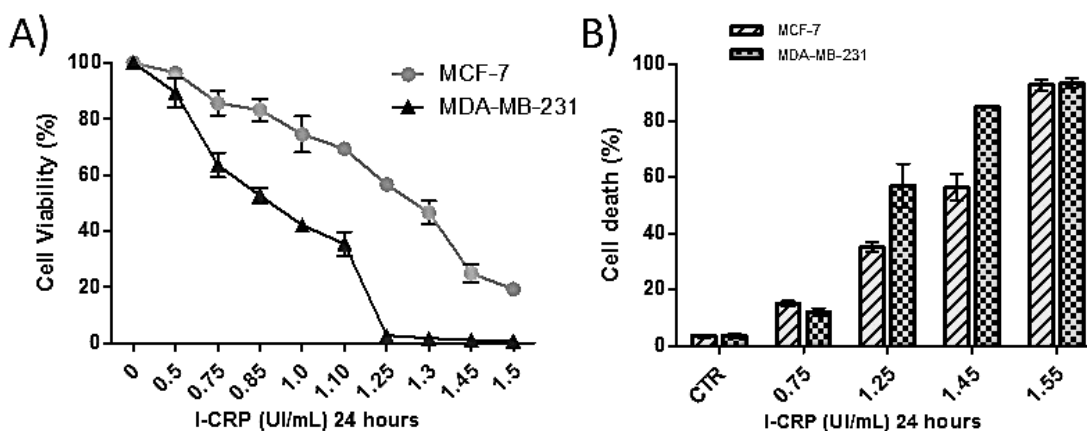 A)
MCF-7
MDA-MB-231
Cell Viability (%)
100
80
60
40
20
0
0 0.5 0.75 0.85 1.0 1.10 1.25 1.3 1.45 1.5
I-CRP (UI/mL) 24 hours
B)
MCF-7
MDA-MB-231
Cell death (%)
100
80
60
40
20
0
CTR 0.75 1.25 1.45 1.55
I-CRP (UI/mL) 24 hours